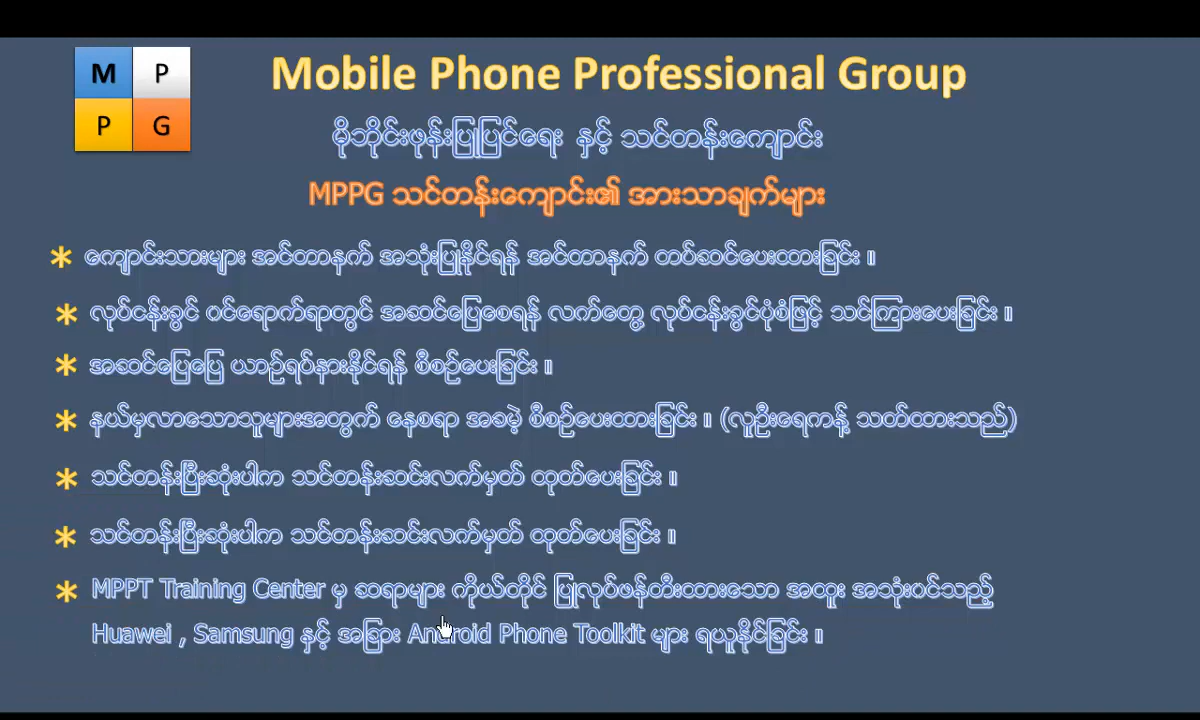 M P
P G
Mobile Phone Professional Group
မိုဘိုင်းဖုန်းပြုပြင်ရေး နှင့် သင်တန်းကျောင်း
MPPG သင်တန်းကျောင်း၏ အားသာချက်များ
* ကျောင်းသားများ အင်တာနက် အသုံးပြုနိုင်ရန် အင်တာနက် တပ်ဆင်ပေးထားခြင်း ။
* လုပ်ငန်းခွင် ဝင်ရောက်ရာတွင် အဆင်ပြေစေရန် လက်တွေ့ လုပ်ငန်းခွင်ပုံစံဖြင့် သင်ကြားပေးခြင်း ။
* အဆင်ပြေပြေ ယာဉ်ရပ်နားနိုင်ရန် စီစဉ်ပေးခြင်း ။
* နယ်မှလာသောသူများအတွက် နေစရာ အခမဲ့ စီစဉ်ပေးထားခြင်း ။ (လူဦးရေကန့် သတ်ထားသည်)
* သင်တန်းပြီးဆုံးပါက သင်တန်းဆင်းလက်မှတ် ထုတ်ပေးခြင်း ။
* သင်တန်းပြီးဆုံးပါက သင်တန်းဆင်းလက်မှတ် ထုတ်ပေးခြင်း ။
* MPPT Training Center မှ ဆရာများ ကိုယ်တိုင် ပြုလုပ်ဖန်တီးထားသော အထူး အသုံးဝင်သည့်
Huawei , Samsung နှင့် အခြား Android Phone Toolkit များ ရယူနိုင်ခြင်း ။